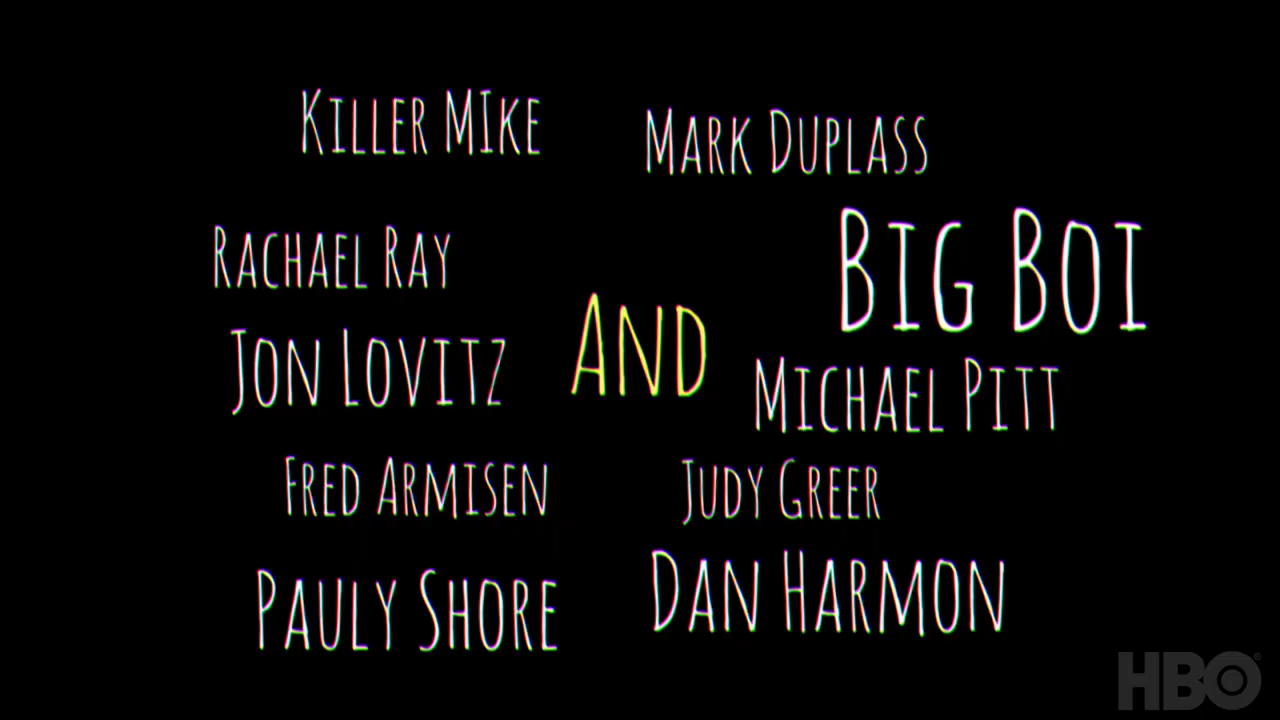 Killer MIke
Mark Duplass
Rachael Ray
Big Boi
Jon Lovitz
And
Michael Pitt
Fred Armisen
Judy Greer
Pauly Shore
Dan Harmon
HBO®